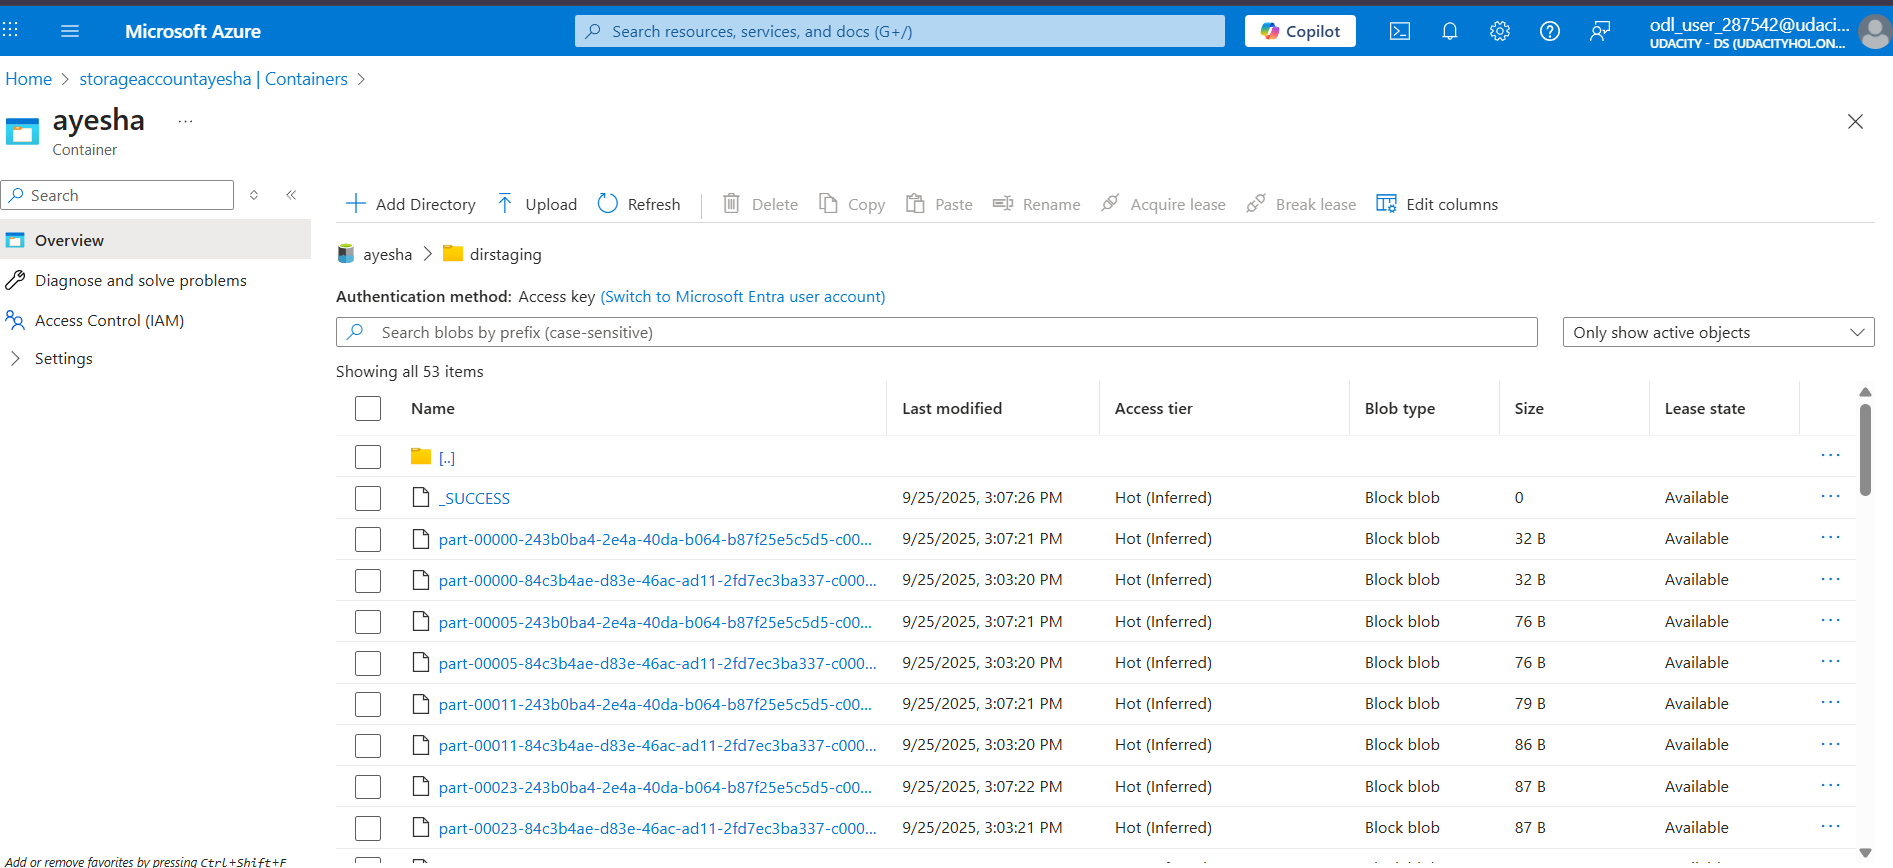 Microsoft Azure
Search resources, services, and docs (G+/)
Copilot
odl_user_287542@udaci...
UDACITY - DS (UDACITYHOL.ON...
Home > storageaccountayesha | Containers >
ayesha ...
Container
Search
Overview
Diagnose and solve problems
Access Control (IAM)
Settings
Add Directory Upload Refresh Delete Copy Paste Rename Acquire lease Break lease Edit columns
ayesha > dirstaging
Authentication method: Access key (Switch to Microsoft Entra user account)
Search blobs by prefix (case-sensitive) Only show active objects
Showing all 53 items
Name Last modified Access tier Blob type Size Lease state
[..] ...
_SUCCESS 9/25/2025, 3:07:26 PM Hot (Inferred) Block blob 0 Available ...
part-00000-243b0ba4-2e4a-40da-b064-b87f25e5c5d5-c00... 9/25/2025, 3:07:21 PM Hot (Inferred) Block blob 32 B Available ...
part-00000-84c3b4ae-d83e-46ac-ad11-2fd7ec3ba337-c000... 9/25/2025, 3:03:20 PM Hot (Inferred) Block blob 32 B Available ...
part-00005-243b0ba4-2e4a-40da-b064-b87f25e5c5d5-c00... 9/25/2025, 3:07:21 PM Hot (Inferred) Block blob 76 B Available ...
part-00005-84c3b4ae-d83e-46ac-ad11-2fd7ec3ba337-c000... 9/25/2025, 3:03:20 PM Hot (Inferred) Block blob 76 B Available ...
part-00011-243b0ba4-2e4a-40da-b064-b87f25e5c5d5-c00... 9/25/2025, 3:07:21 PM Hot (Inferred) Block blob 79 B Available ...
part-00011-84c3b4ae-d83e-46ac-ad11-2fd7ec3ba337-c000... 9/25/2025, 3:03:20 PM Hot (Inferred) Block blob 86 B Available ...
part-00023-243b0ba4-2e4a-40da-b064-b87f25e5c5d5-c00... 9/25/2025, 3:07:22 PM Hot (Inferred) Block blob 87 B Available ...
part-00023-84c3b4ae-d83e-46ac-ad11-2fd7ec3ba337-c000... 9/25/2025, 3:03:21 PM Hot (Inferred) Block blob 87 B Available ...
Add or remove favorites by pressing Ctrl+Shift+F